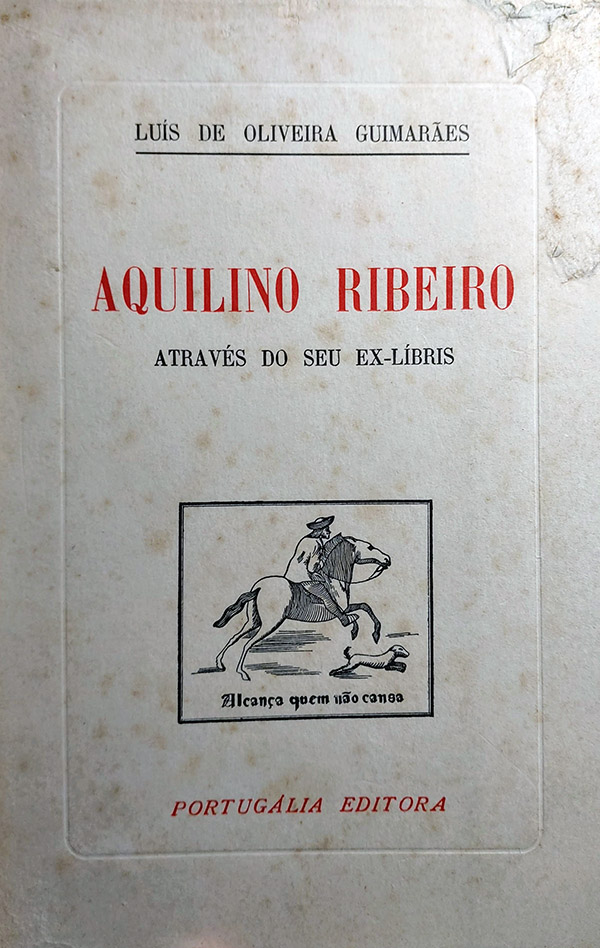 LUÍS DE OLIVEIRA GUIMARÃES
AQUILINO RIBEIRO
ATRAVÉS DO SEU EX-LÍBRIS
Alcança quem não cansa
PORTUGÁLIA EDITORA